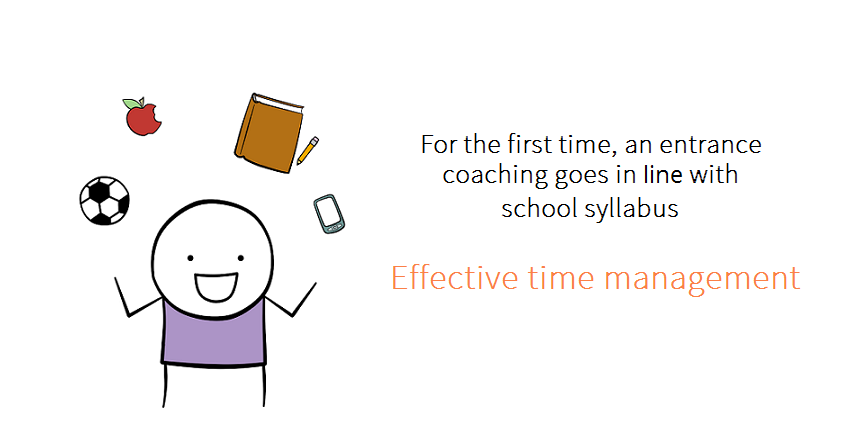 For the first time, an entrance
coaching goes in line with
school syllabus
Effective time management